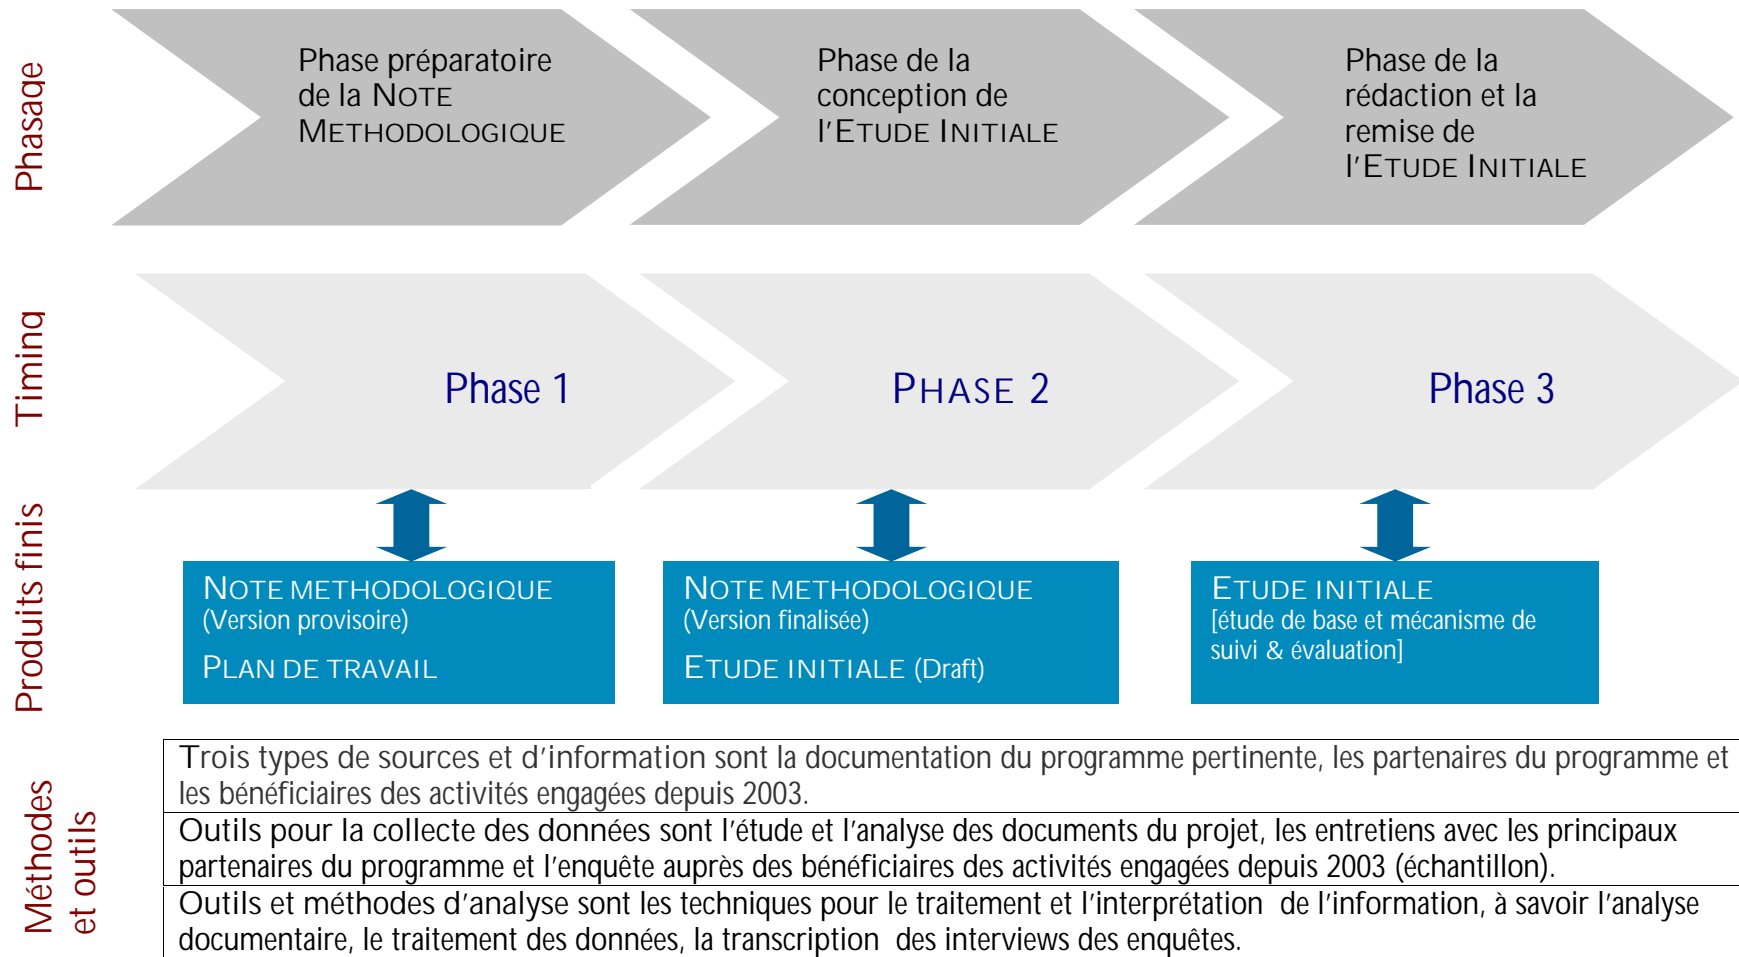 Phasage
Phase préparatoire
de la NOTE
METHODOLOGIQUE
Phase de la
conception de
l'ETUDE INITIALE
Phase de la
rédaction et la
remise de
l'ETUDE INITIALE
Timing
Phase 1
PHASE 2
Phase 3
Produits finis
NOTE METHODOLOGIQUE
(Version provisoire)
PLAN DE TRAVAIL
NOTE METHODOLOGIQUE
(Version finalisée)
ETUDE INITIALE (Draft)
ETUDE INITIALE
[étude de base et mécanisme de
suivi & évaluation]
Méthodes
et outils
Trois types de sources et d'information sont la documentation du programme pertinente, les partenaires du programme et
les bénéficiaires des activités engagées depuis 2003.
Outils pour la collecte des données sont l'étude et l'analyse des documents du projet, les entretiens avec les principaux
partenaires du programme et l'enquête auprès des bénéficiaires des activités engagées depuis 2003 (échantillon).
Outils et méthodes d'analyse sont les techniques pour le traitement et l'interprétation de l'information, à savoir l'analyse
documentaire, le traitement des données, la transcription des interviews des enquêtes.